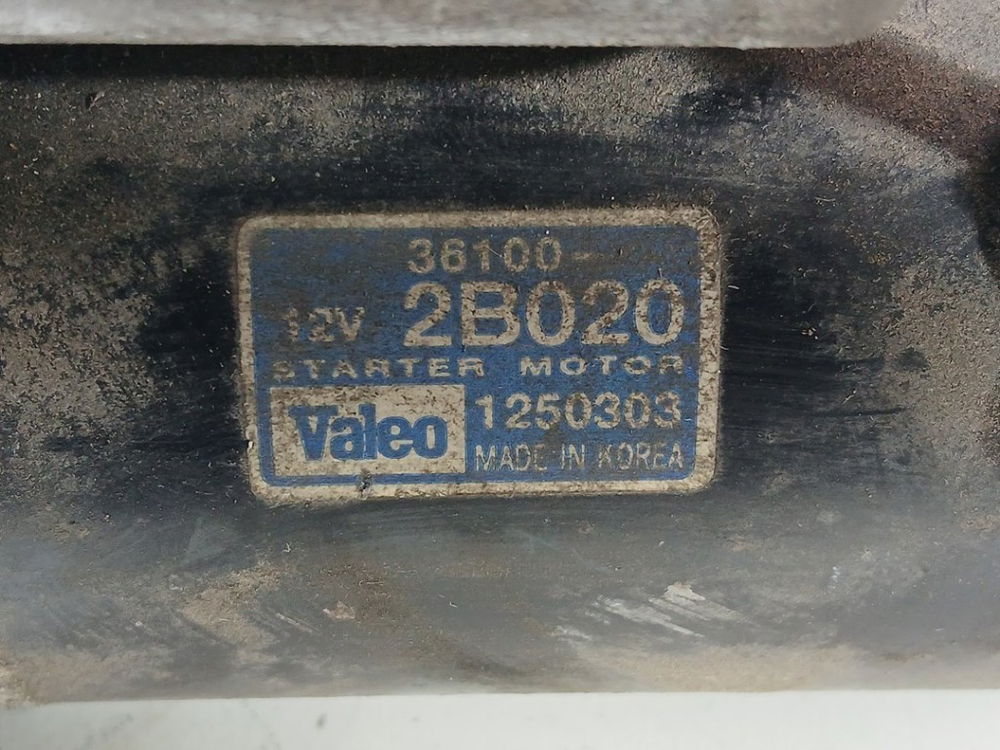 36100-
12V 2B020
STARTER MOTOR
Valeo 1250303
MADE IN KOREA